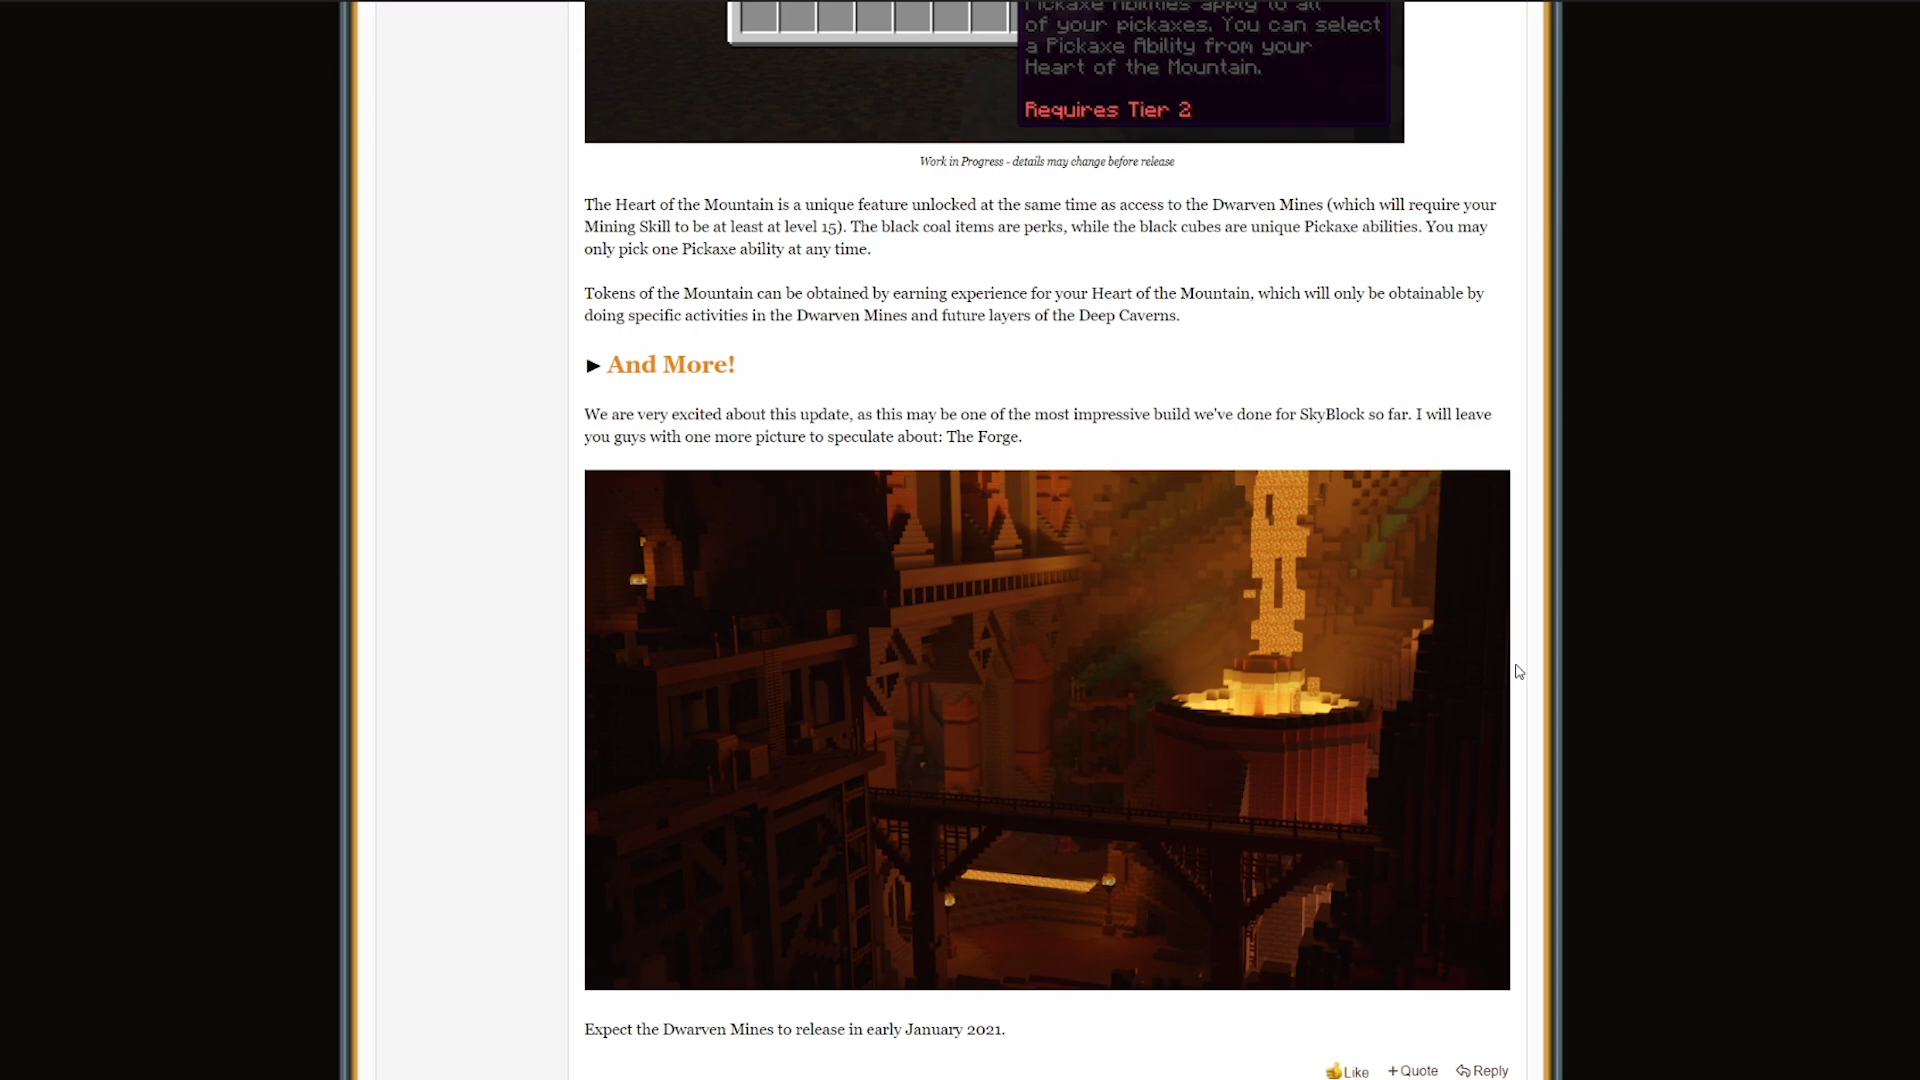 Pickaxe Abilities apply to all
of your pickaxes. You can select
a Pickaxe Ability from your
Heart of the Mountain.
Requires Tier 2
Work in Progress - details may change before release
The Heart of the Mountain is a unique feature unlocked at the same time as access to the Dwarven Mines (which will require your
Mining Skill to be at least at level 15). The black coal items are perks, while the black cubes are unique Pickaxe abilities. You may
only pick one Pickaxe ability at any time.
Tokens of the Mountain can be obtained by earning experience for your Heart of the Mountain, which will only be obtainable by
doing specific activities in the Dwarven Mines and future layers of the Deep Caverns.
► And More!
We are very excited about this update, as this may be one of the most impressive build we've done for SkyBlock so far. I will leave
you guys with one more picture to speculate about: The Forge.
Expect the Dwarven Mines to release in early January 2021.
Like + Quote Reply